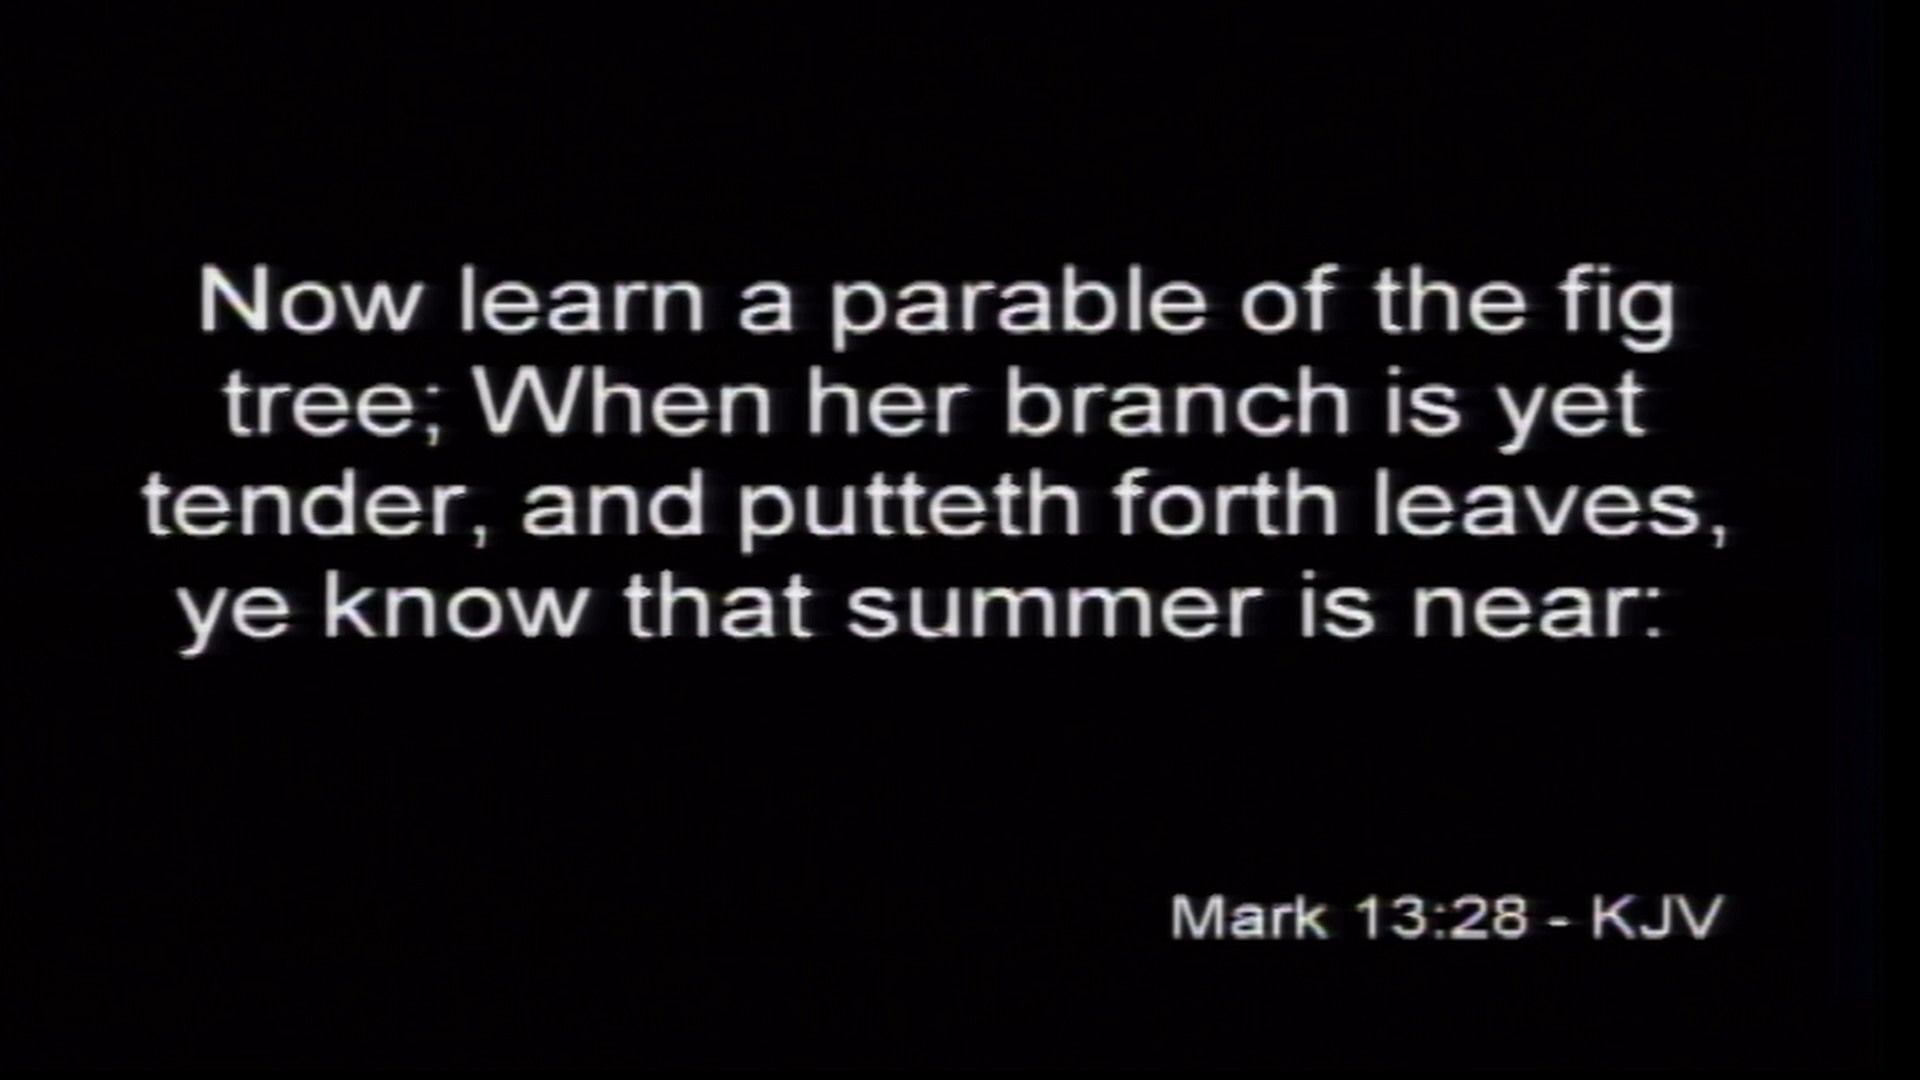 Now learn a parable of the fig
tree; When her branch is yet
tender, and putteth forth leaves,
ye know that summer is near:
Mark 13:28 - KJV